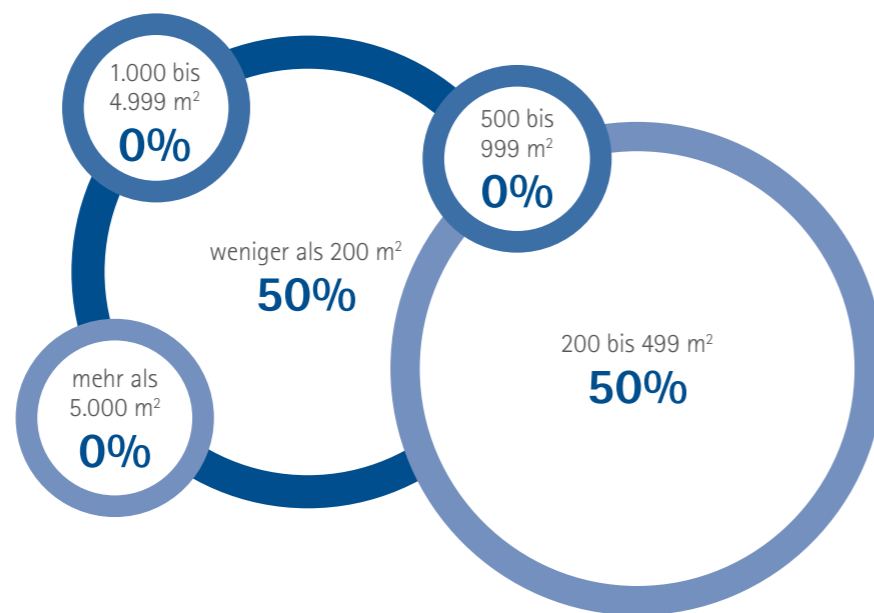 1.000 bis
4.999 m²
0%
500 bis
999 m²
0%
weniger als 200 m²
50%
200 bis 499 m²
50%
mehr als
5.000 m²
0%